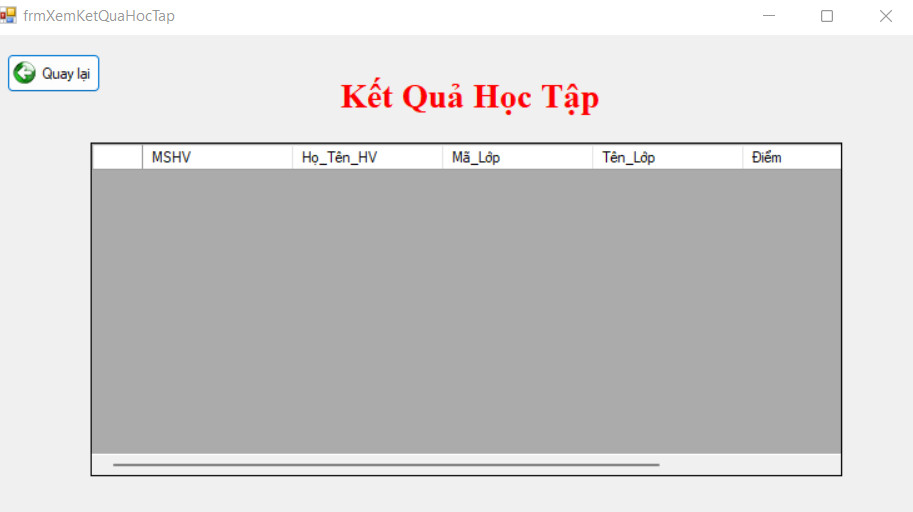 frmXemKetQuaHocTap
Quay lại
Kết Quả Học Tập
MSHV Họ_Tên_HV Mã_Lớp Tên_Lớp Điểm